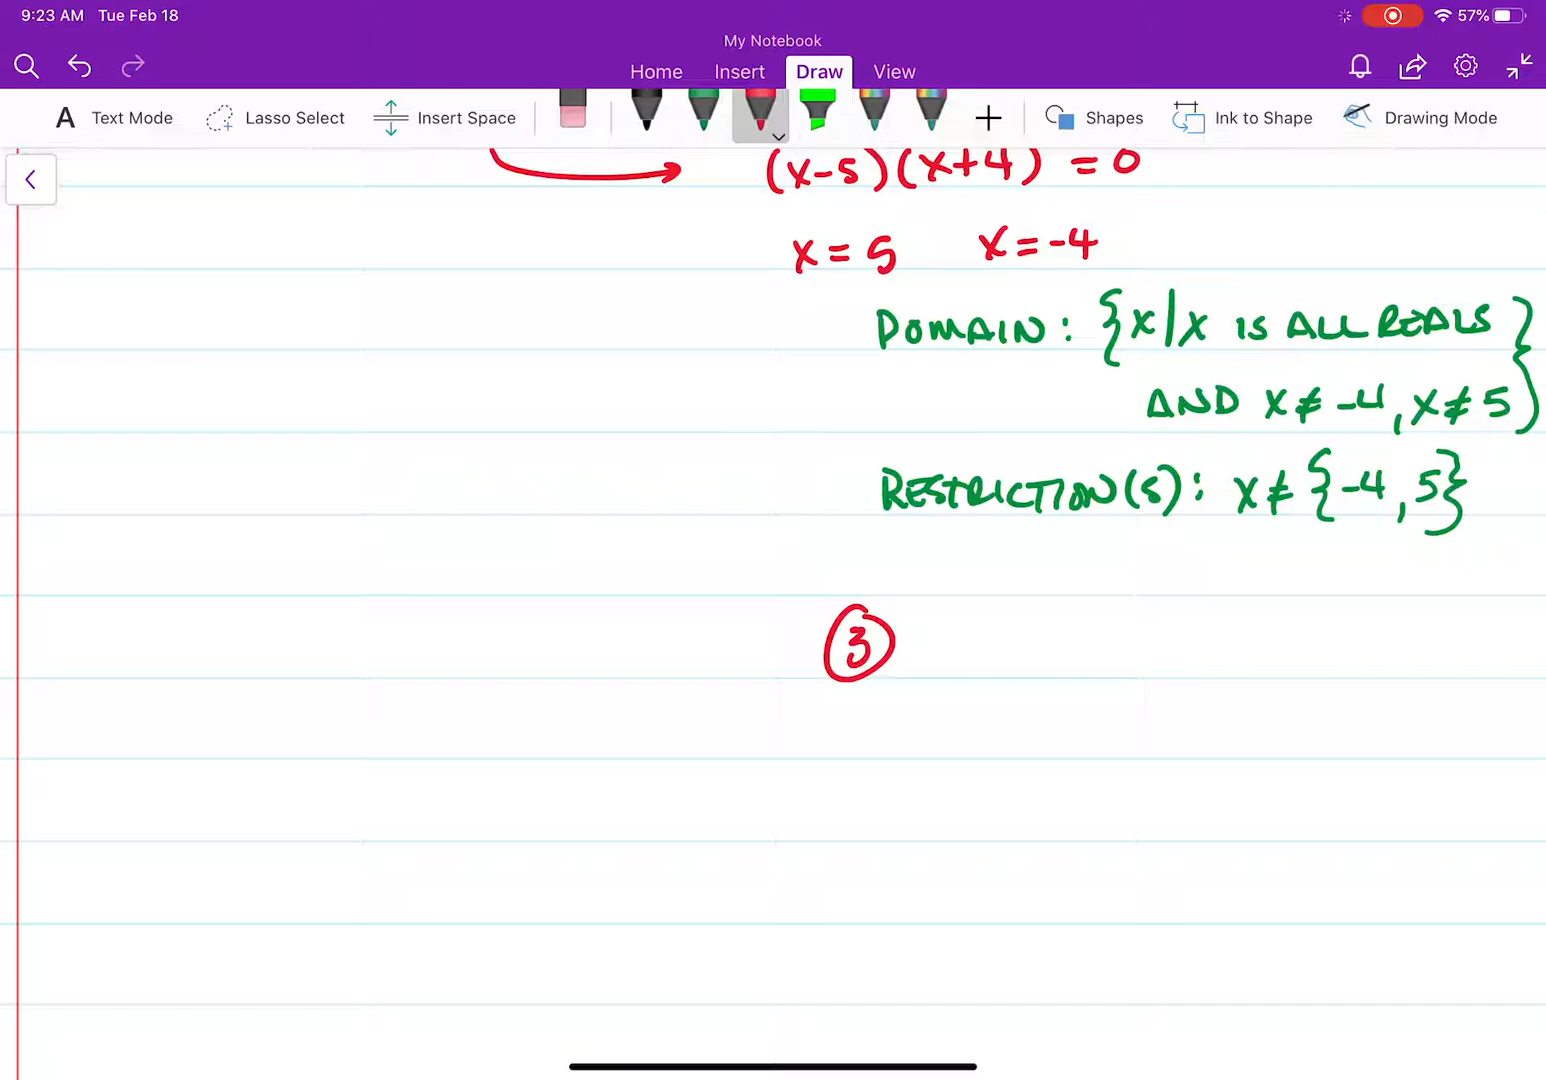 9:23 AM Tue Feb 18
57%
My Notebook
Home Insert Draw View
A Text Mode Lasso Select Insert Space Shapes Ink to Shape Drawing Mode
(x-5)(x+4) = 0
x = 5 x = -4
DOMAIN: {x|x IS ALL REALS
AND x ≠ -4, x ≠ 5}
RESTRICTION(S): x ≠ {-4, 5}
3